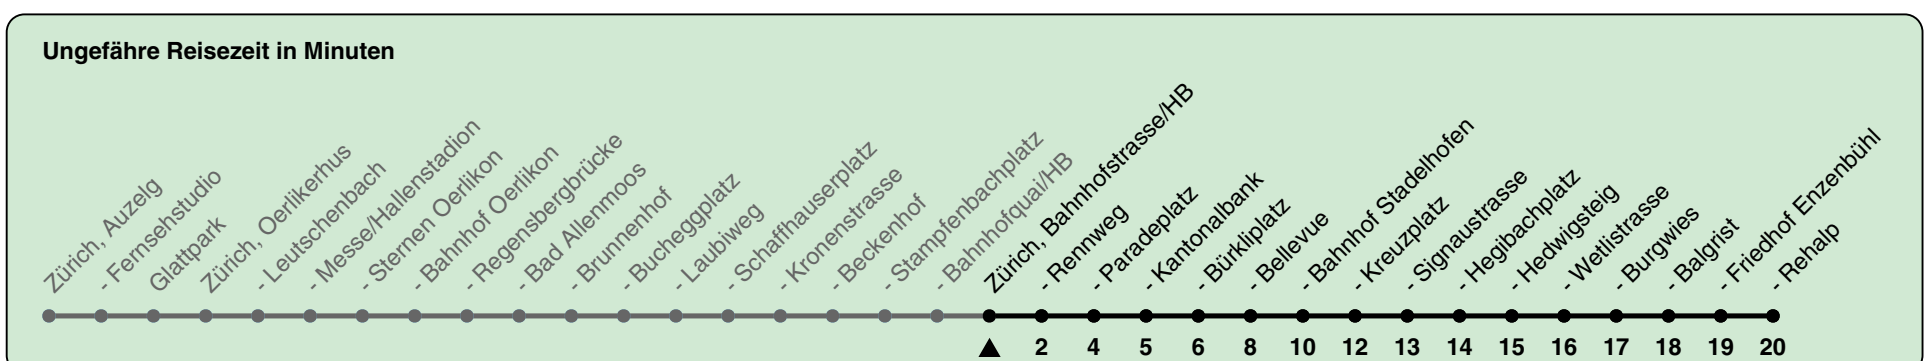 Ungefähre Reisezeit in Minuten
Zürich, Auzelg
- Fernsehstudio
Glattpark
Zürich, Oerlikerhus
- Leutschenbach
- Messe/Hallenstadion
- Sternen Oerlikon
- Bahnhof Oerlikon
- Regensbergbrücke
- Bad Allenmoos
- Brunnenhof
- Bucheggplatz
- Laubiweg
- Schaffhauserplatz
- Kronenstrasse
- Beckenhof
- Stampfenbachplatz
- Bahnhofquai/HB
Zürich, Bahnhofstrasse/HB
- Rennweg
- Paradeplatz
- Kantonalbank
- Bürkliplatz
- Bellevue
- Bahnhof Stadelhofen
- Kreuzplatz
- Signaustrasse
- Hegibachplatz
- Hedwigsteig
- Wetlistrasse
- Burgwies
- Balgrist
- Friedhof Enzenbühl
- Rehalp
2 4 5 6 8 10 12 13 14 15 16 17 18 19 20